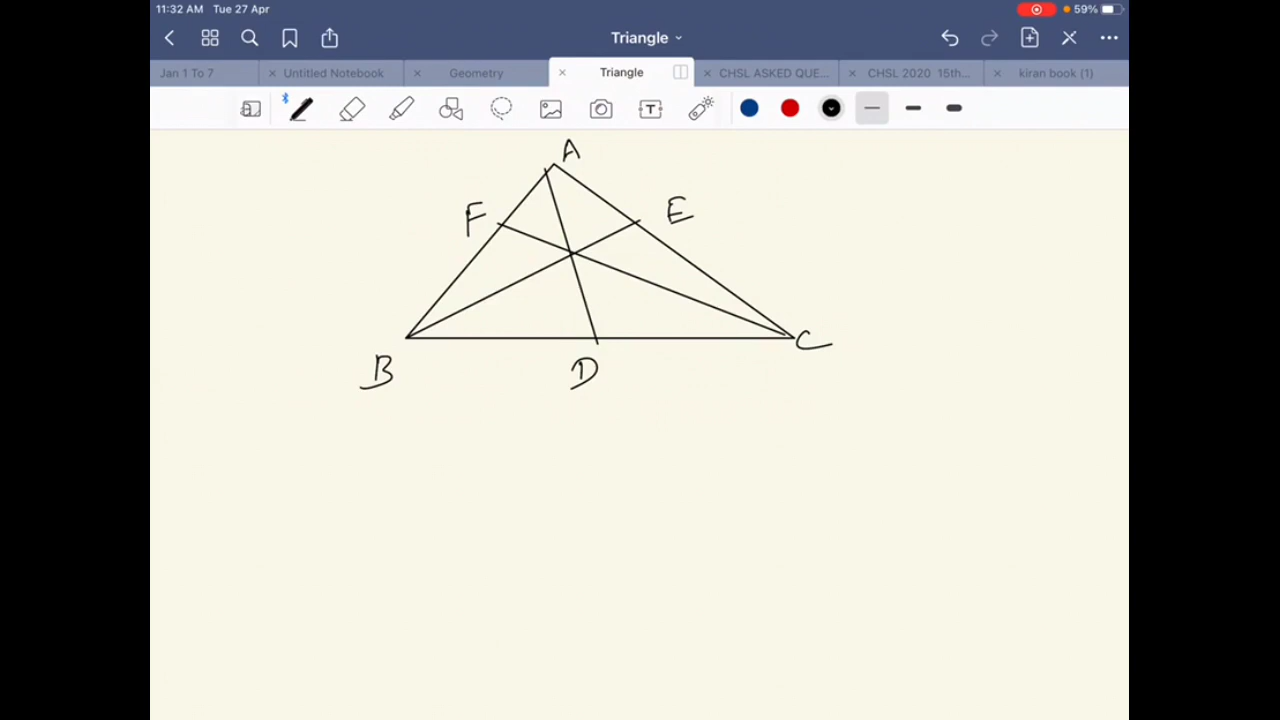 11:32 AM Tue 27 Apr
59%
Triangle
Jan 1 To 7
Untitled Notebook
Geometry
Triangle
CHSL ASKED QUE...
CHSL 2020 15th...
kiran book (1)
T
A
F
E
B
D
C